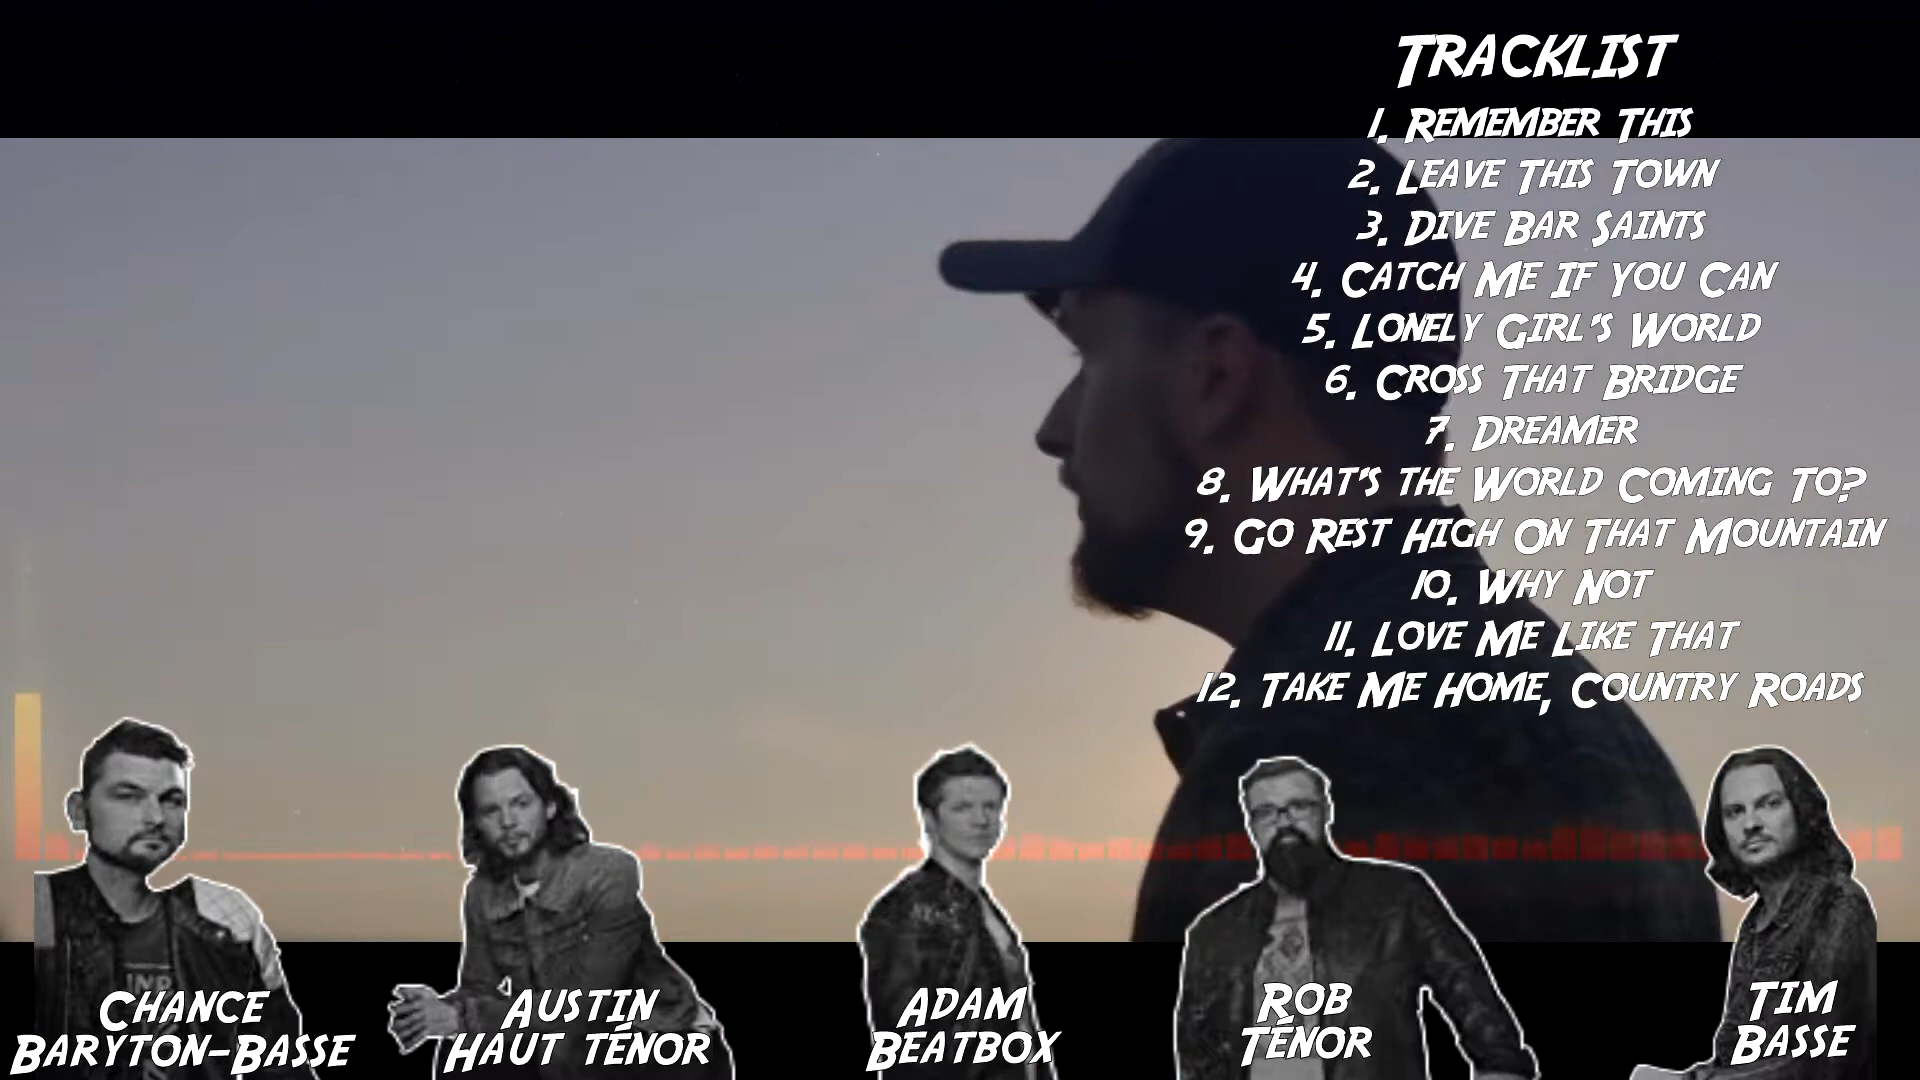 Tracklist
1. Remember This
2. Leave This Town
3. Dive Bar Saints
4. Catch Me If You Can
5. Lonely Girl's World
6. Cross That Bridge
7. Dreamer
8. What's the World Coming To?
9. Go Rest High On That Mountain
10. Why Not
11. Love Me Like That
12. Take Me Home, Country Roads
Chance
Baryton-Basse
Austin
Haut ténor
Adam
Beatbox
Rob
Ténor
Tim
Basse